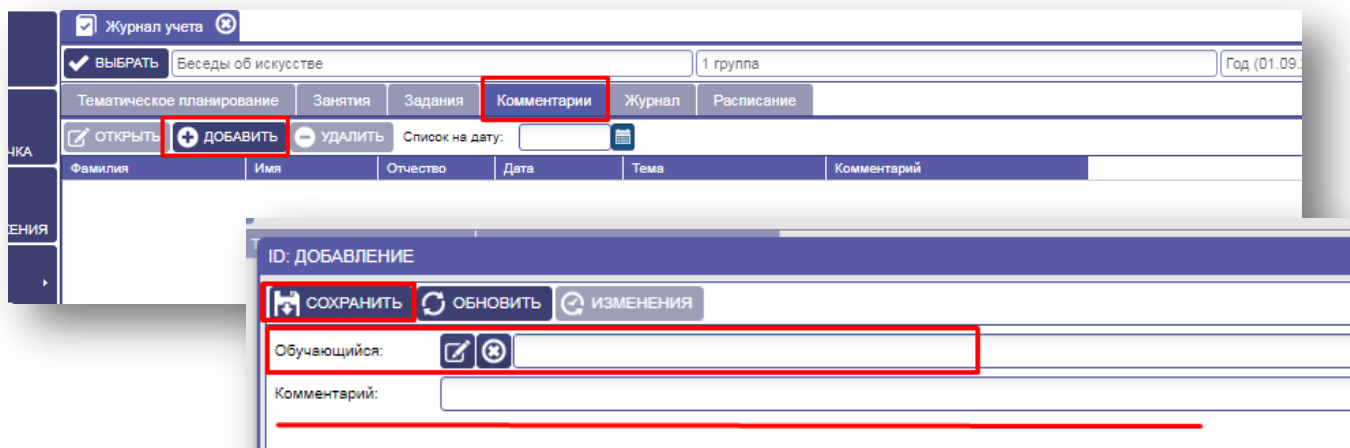 Журнал учета
ВЫБРАТЬ Беседы об искусстве 1 группа Год (01.09.
Тематическое планирование Занятия Задания Комментарии Журнал Расписание
ОТКРЫТЬ ДОБАВИТЬ УДАЛИТЬ Список на дату:
ЧКА
Фамилия Имя Отчество Дата Тема Комментарий
ЕНИЯ
ID: ДОБАВЛЕНИЕ
СОХРАНИТЬ ОБНОВИТЬ ИЗМЕНЕНИЯ
Обучающийся:
Комментарий: